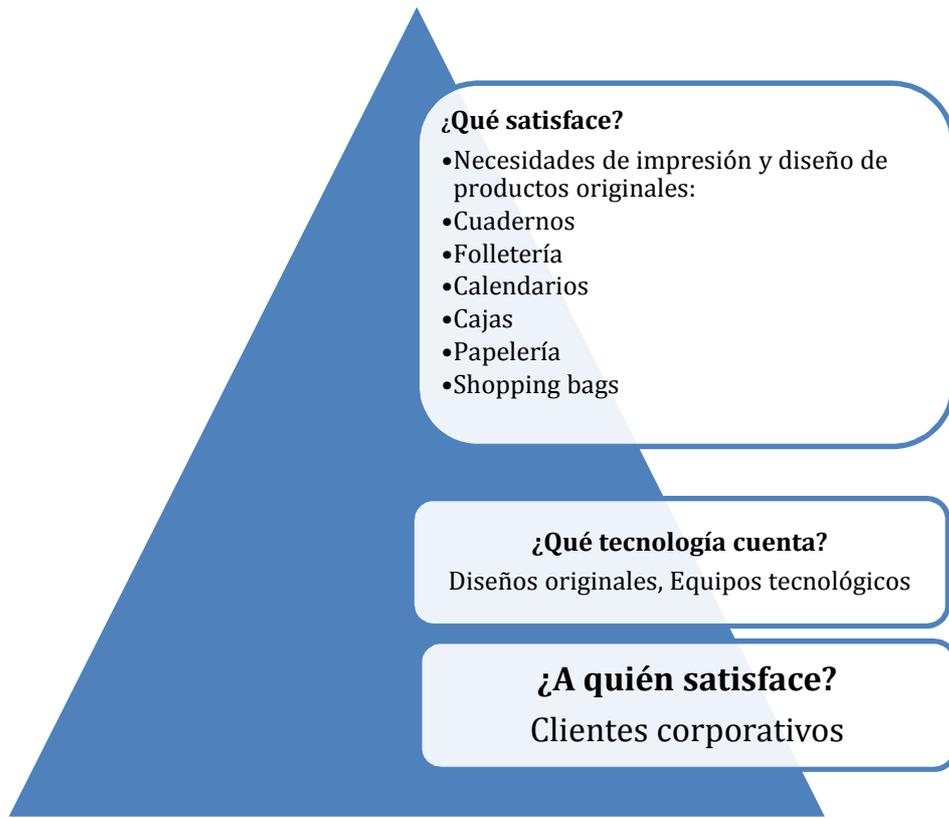 ¿Qué satisface?
•Necesidades de impresión y diseño de
productos originales:
•Cuadernos
•Folletería
•Calendarios
•Cajas
•Papelería
•Shopping bags
¿Qué tecnología cuenta?
Diseños originales, Equipos tecnológicos
¿A quién satisface?
Clientes corporativos